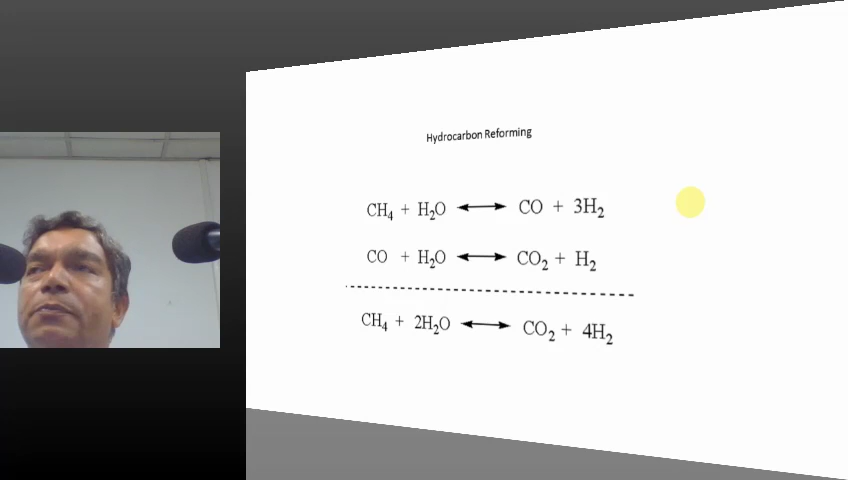 Hydrocarbon Reforming
CH₄ + H₂O ⟷ CO + 3H₂
CO + H₂O ⟷ CO₂ + H₂
CH₄ + 2H₂O ⟷ CO₂ + 4H₂